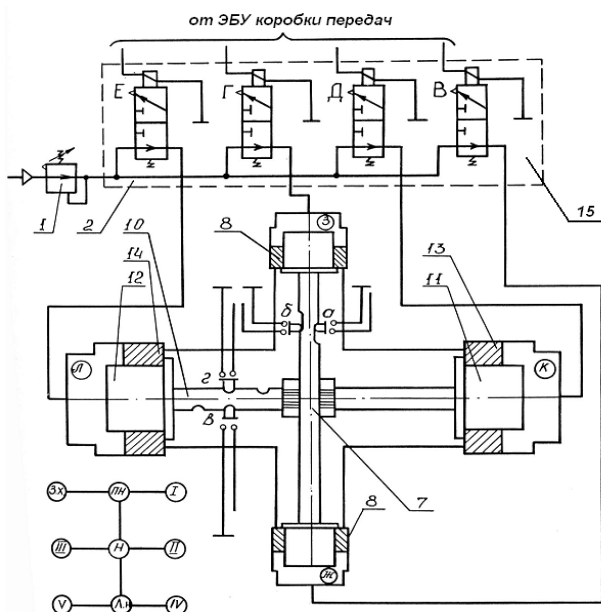 от ЭБУ коробки передач
Е Г Д В
1 2 10 15
8 З 13
14
12 11
б а
Л г К
в
7
Зх ПН I
III Н II
8
V Л.н IV
Ж